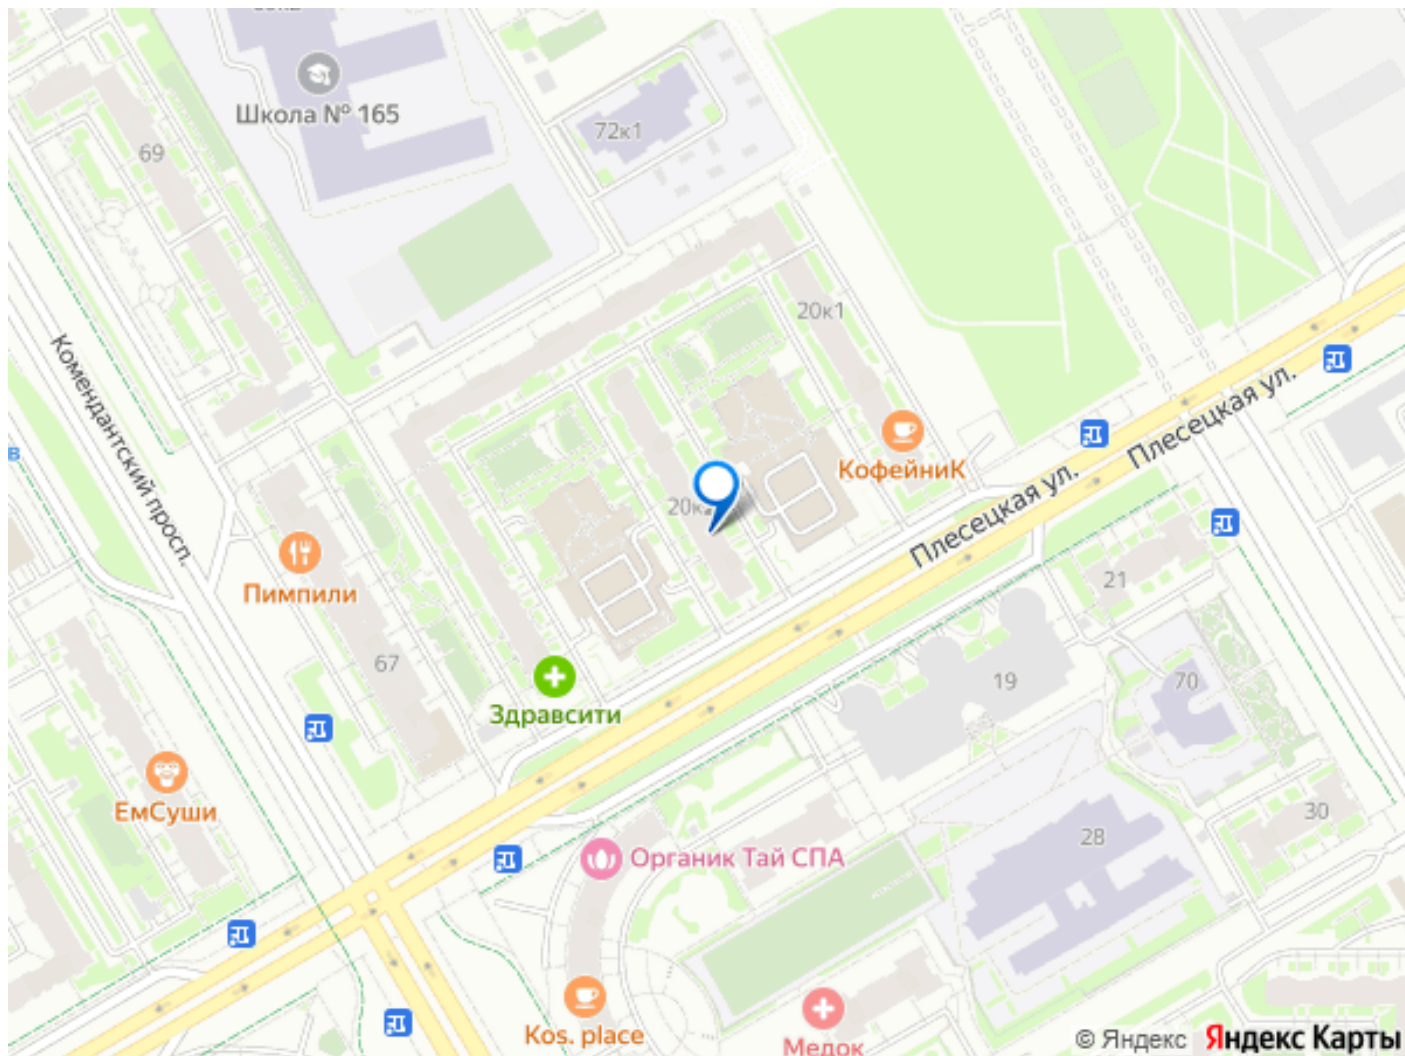 Школа № 165
72к1
69
20к1
Комендантский просп.
КофейниК
Плесецкая ул.
Плесецкая ул.
в
Пимпили
21
67
19
70
Здравсити
ЕмСуши
30
28
Органик Тай СПА
Kos. place
Медок
© Яндекс Яндекс Карты